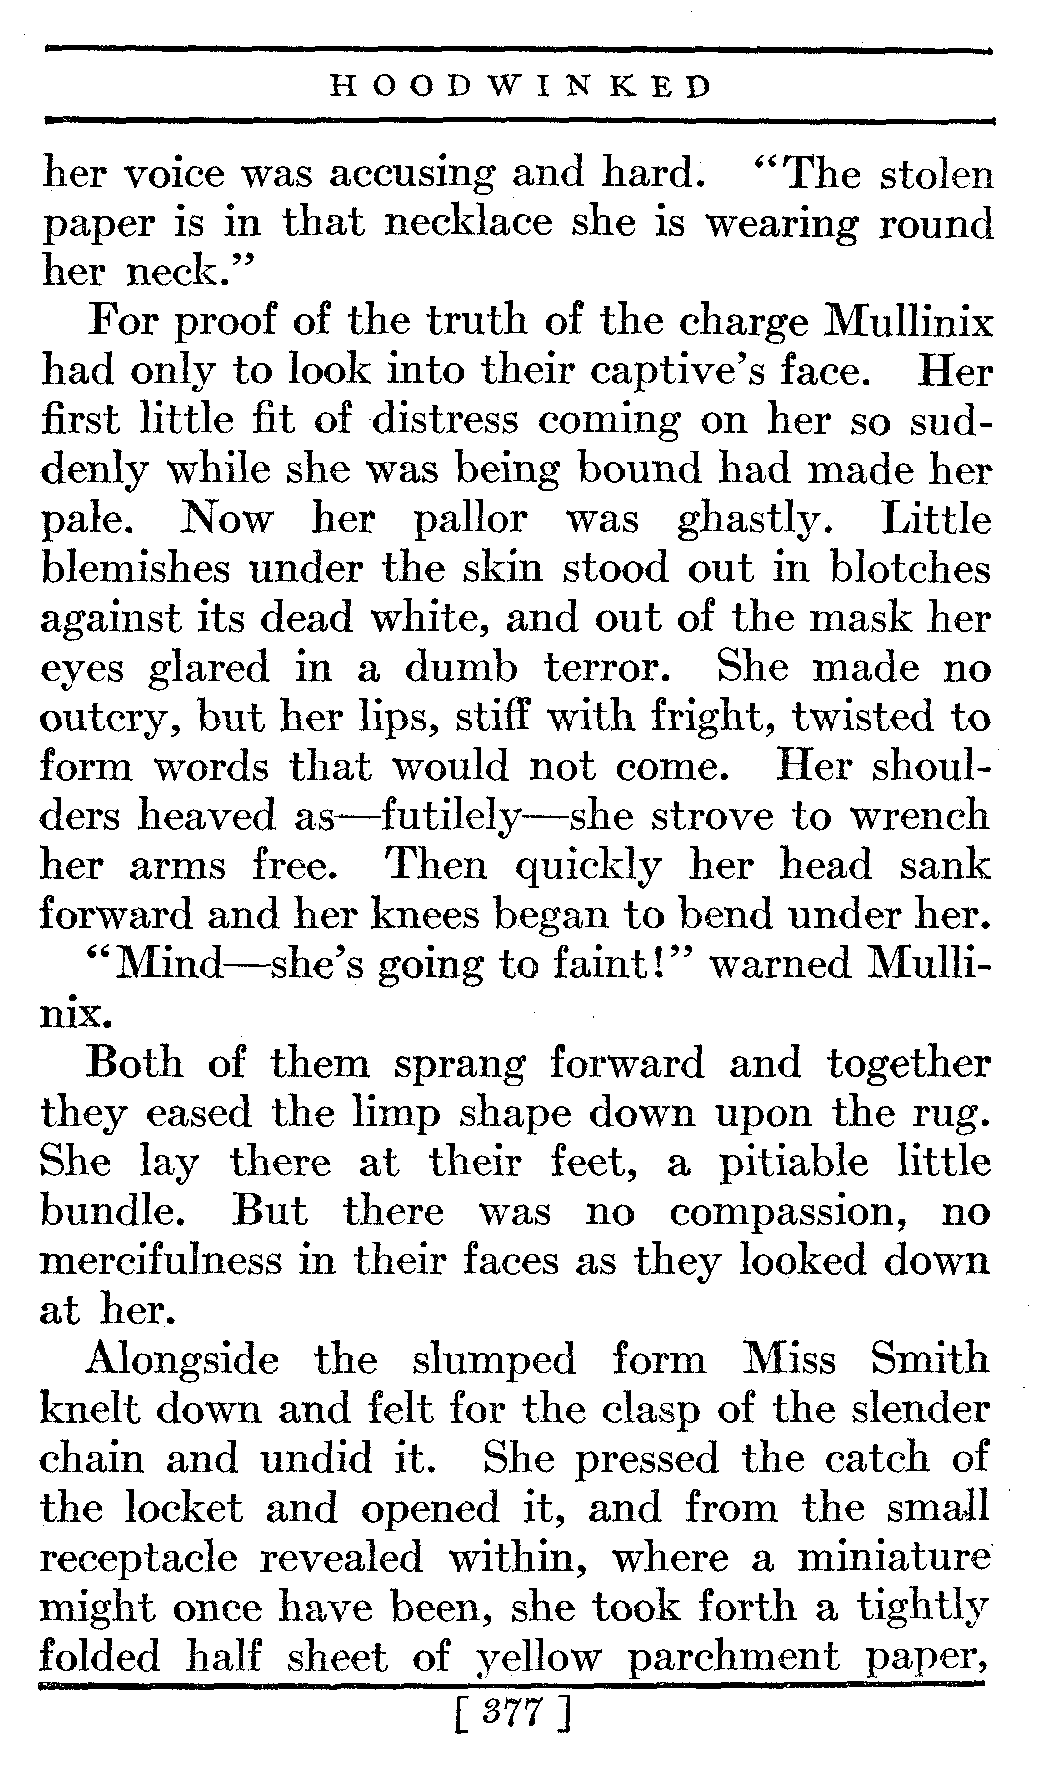 HOODWINKED
her voice was accusing and hard. “The stolen
paper is in that necklace she is wearing round
her neck.”
For proof of the truth of the charge Mullinix
had only to look into their captive’s face. Her
first little fit of distress coming on her so sud-
denly while she was being bound had made her
pale. Now her pallor was ghastly. Little
blemishes under the skin stood out in blotches
against its dead white, and out of the mask her
eyes glared in a dumb terror. She made no
outcry, but her lips, stiff with fright, twisted to
form words that would not come. Her shoul-
ders heaved as—futilely—she strove to wrench
her arms free. Then quickly her head sank
forward and her knees began to bend under her.
“Mind—she’s going to faint!” warned Mulli-
nix.
Both of them sprang forward and together
they eased the limp shape down upon the rug.
She lay there at their feet, a pitiable little
bundle. But there was no compassion, no
mercifulness in their faces as they looked down
at her.
Alongside the slumped form Miss Smith
knelt down and felt for the clasp of the slender
chain and undid it. She pressed the catch of
the locket and opened it, and from the small
receptacle revealed within, where a miniature
might once have been, she took forth a tightly
folded half sheet of yellow parchment paper,
[ 377 ]